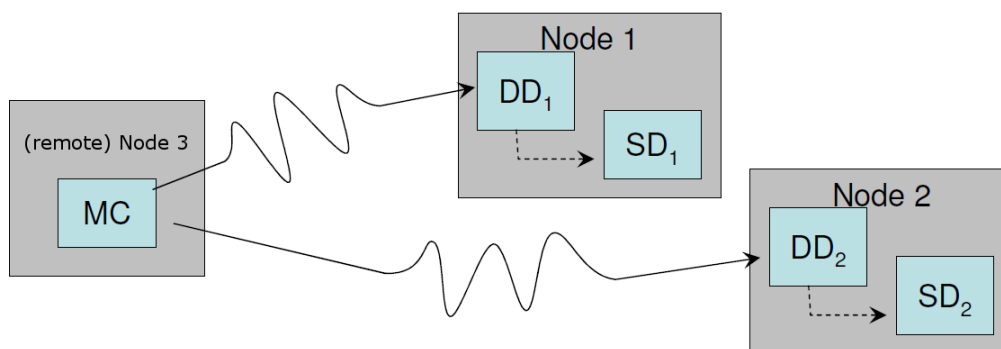 Node 1
DD₁
SD₁
(remote) Node 3
MC
Node 2
DD₂
SD₂